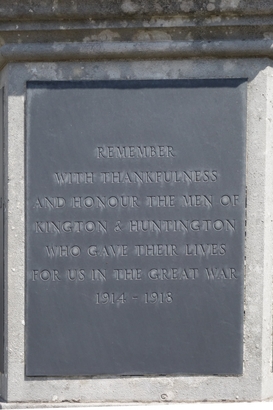 REMEMBER
WITH THANKFULNESS
AND HONOUR THE MEN OF
KINGTON & HUNTINGTON
WHO GAVE THEIR LIVES
FOR US IN THE GREAT WAR
1914 - 1918